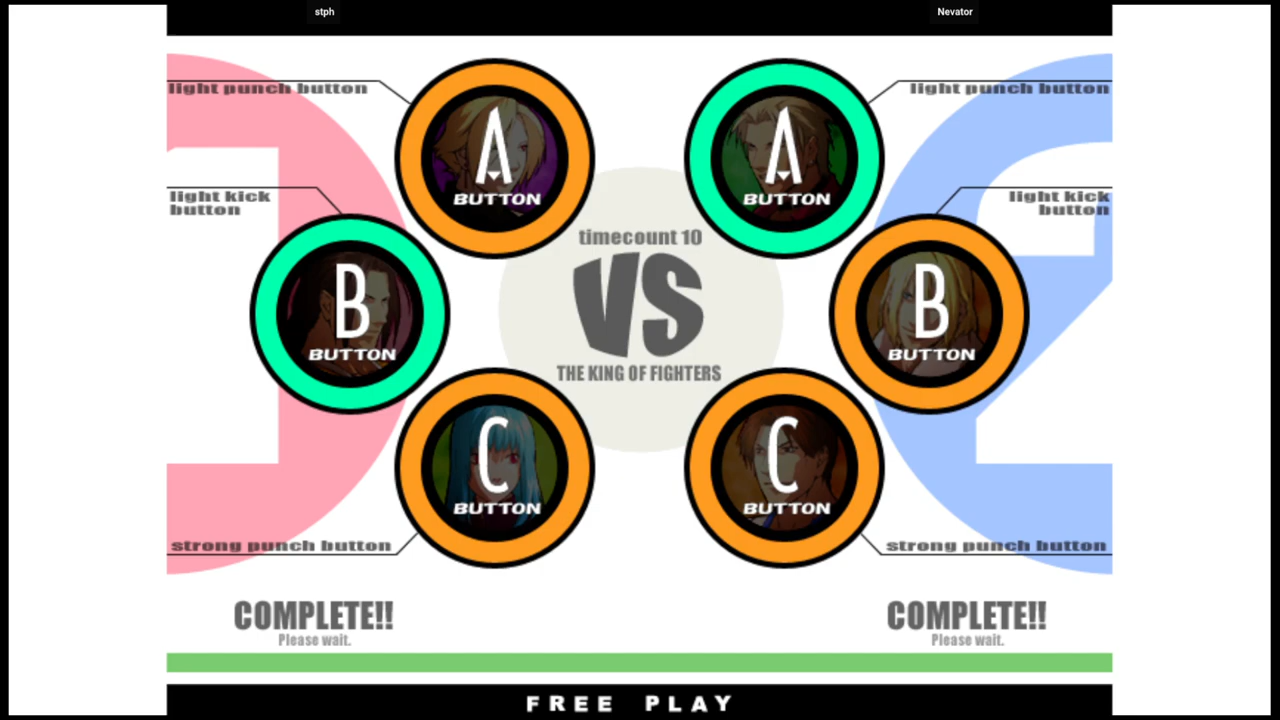 stph
Nevator
light punch button
light punch button
A
BUTTON
A
BUTTON
light kick
button
light kick
button
timecount 10
VS
THE KING OF FIGHTERS
B
BUTTON
B
BUTTON
C
BUTTON
C
BUTTON
strong punch button
strong punch button
COMPLETE!!
Please wait.
COMPLETE!!
Please wait.
FREE PLAY